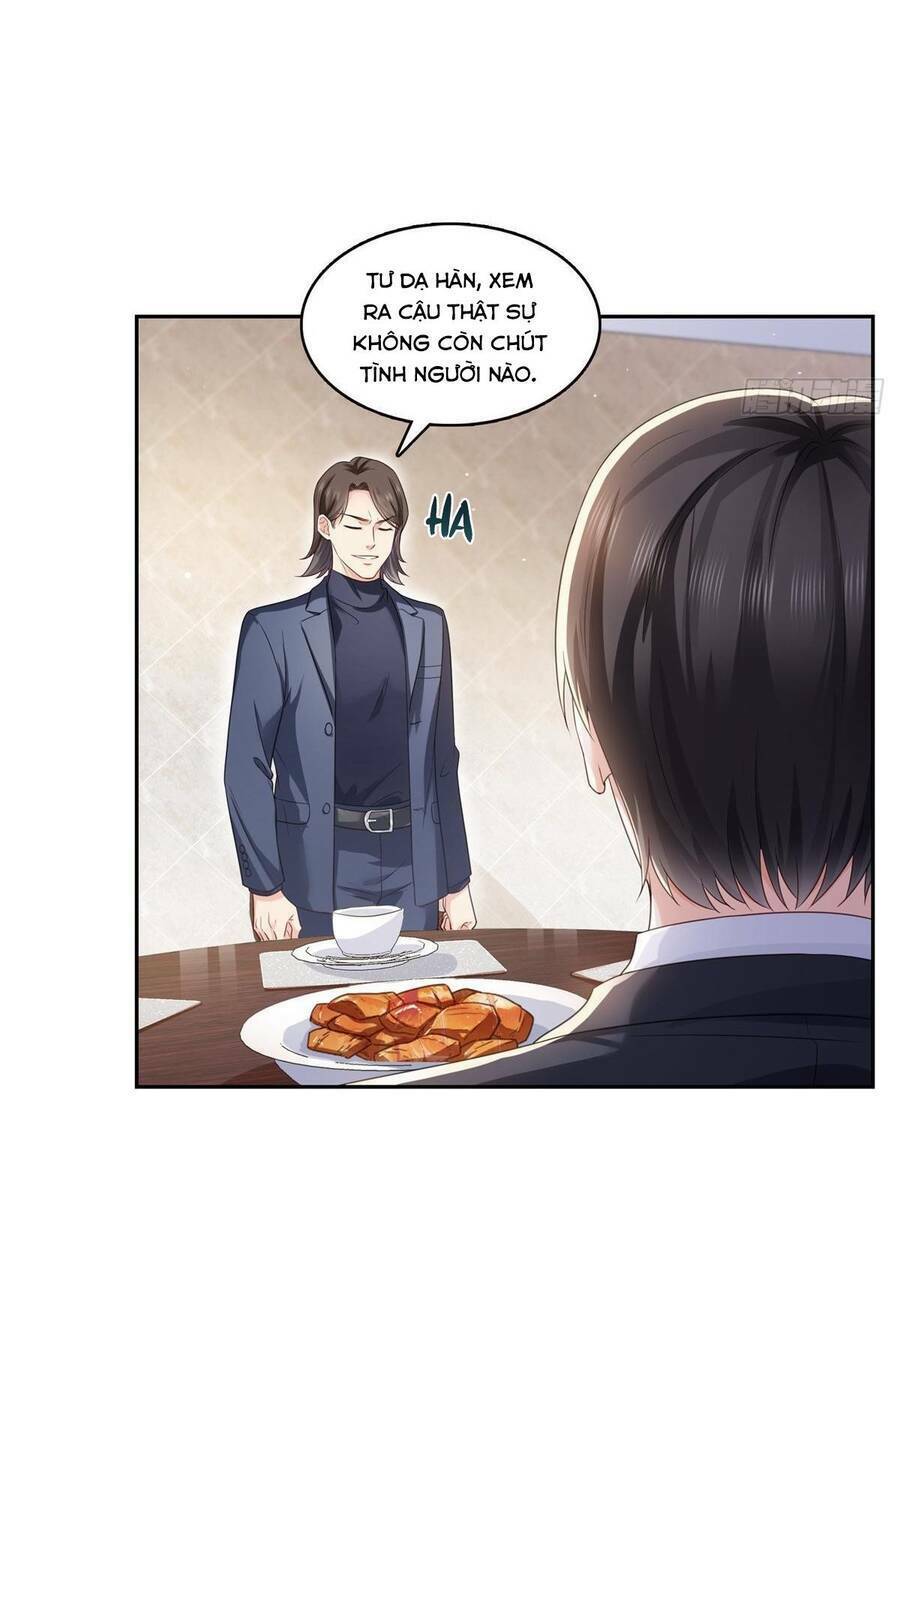 TƯ DẠ HÀN, XEM
RA CẬU THẬT SỰ
KHÔNG CÒN CHÚT
TÌNH NGƯỜI NÀO.
HA